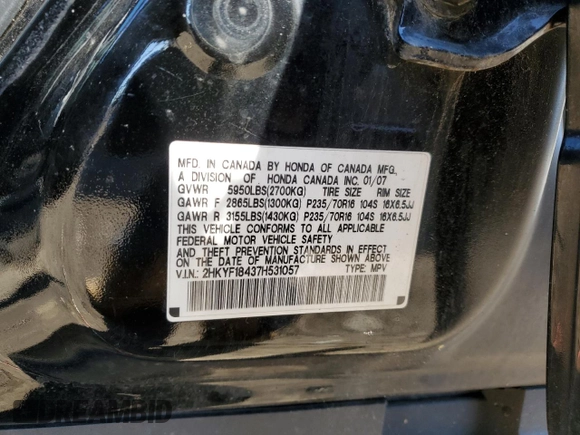 MFD. IN CANADA BY HONDA OF CANADA MFG.,
A DIVISION OF HONDA CANADA INC. 01/07
GVWR 5950LBS(2700KG) TIRE SIZE RIM SIZE
GAWR F 2865LBS(1300KG) P235/70R16 104S 16X6.5JJ
GAWR R 3155LBS(1430KG) P235/70R16 104S 16X6.5JJ
THIS VEHICLE CONFORMS TO ALL APPLICABLE
FEDERAL MOTOR VEHICLE SAFETY
AND THEFT PREVENTION STANDARDS IN EFFECT
ON THE DATE OF MANUFACTURE SHOWN ABOVE.
V.I.N.: 2HKYF18437H531057 TYPE: MPV
DREAMBID